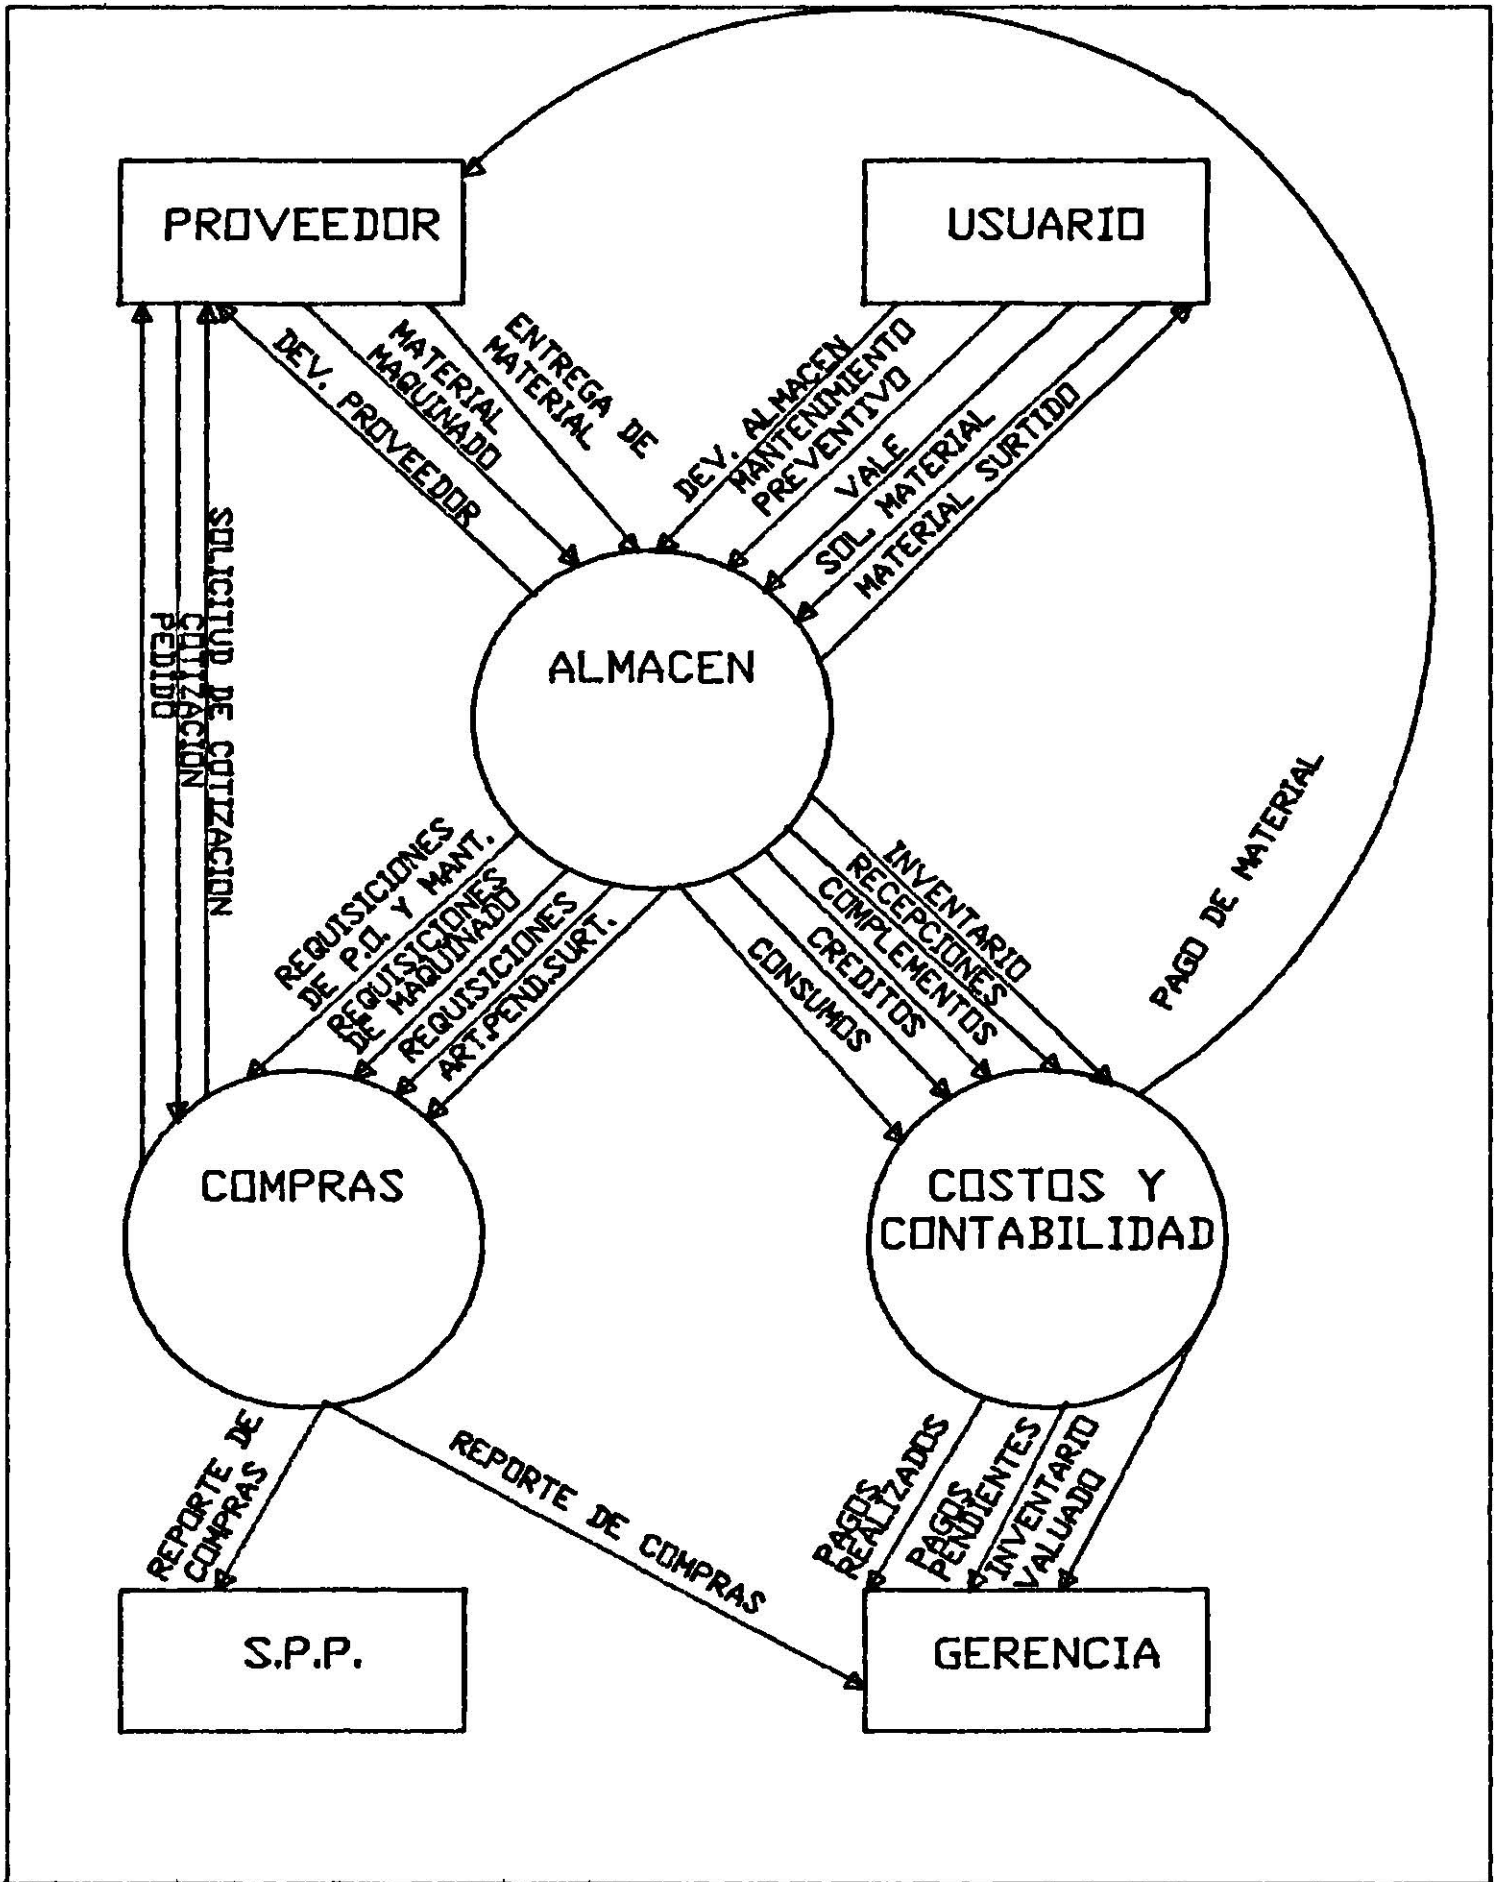 PROVEEDOR
USUARIO
ENTREGA DE
MATERIAL
MATERIAL
MAQUINADO
DEV. PROVEEDOR
DEV. ALMACEN
MANTENIMIENTO
PREVENTIVO
VALE
SOL. MATERIAL
MATERIAL SURTIDO
SOLICITUD DE COTIZACION
COTIZACION
PEDIDO
ALMACEN
PAGO DE MATERIAL
REQUISICIONES
DE P.O. Y MANT.
REQUISICIONES
DE MAQUINADO
REQUISICIONES
ART.PEND.SURT.
INVENTARIO
RECEPCIONES
COMPLEMENTOS
CREDITOS
CONSUMOS
COMPRAS
COSTOS Y
CONTABILIDAD
REPORTE DE
COMPRAS
REPORTE DE COMPRAS
PAGOS
REALIZADOS
PAGOS
PENDIENTES
INVENTARIO
VALUADO
S.P.P.
GERENCIA